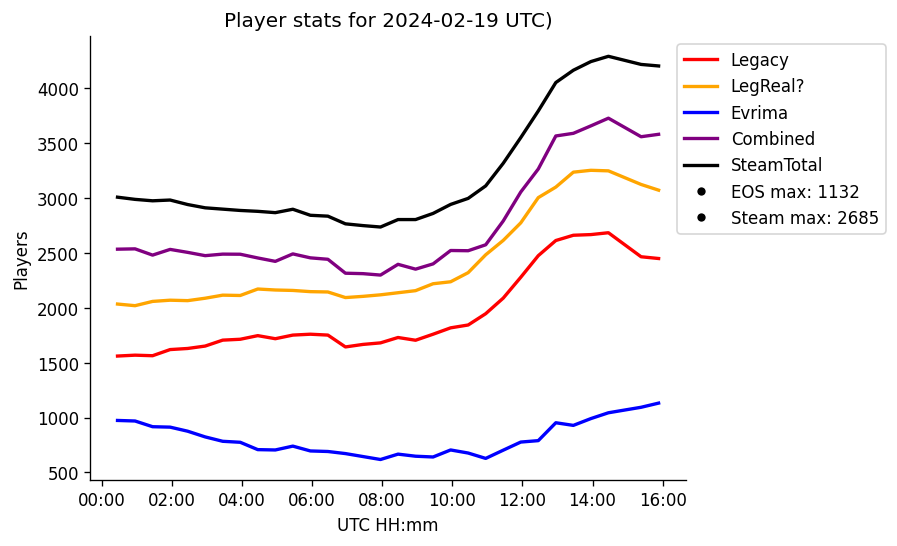 Player stats for 2024-02-19 UTC)
4000
3500
3000
2500
2000
1500
1000
500
Players
00:00 02:00 04:00 06:00 08:00 10:00 12:00 14:00 16:00
UTC HH:mm
Legacy
LegReal?
Evrima
Combined
SteamTotal
EOS max: 1132
Steam max: 2685